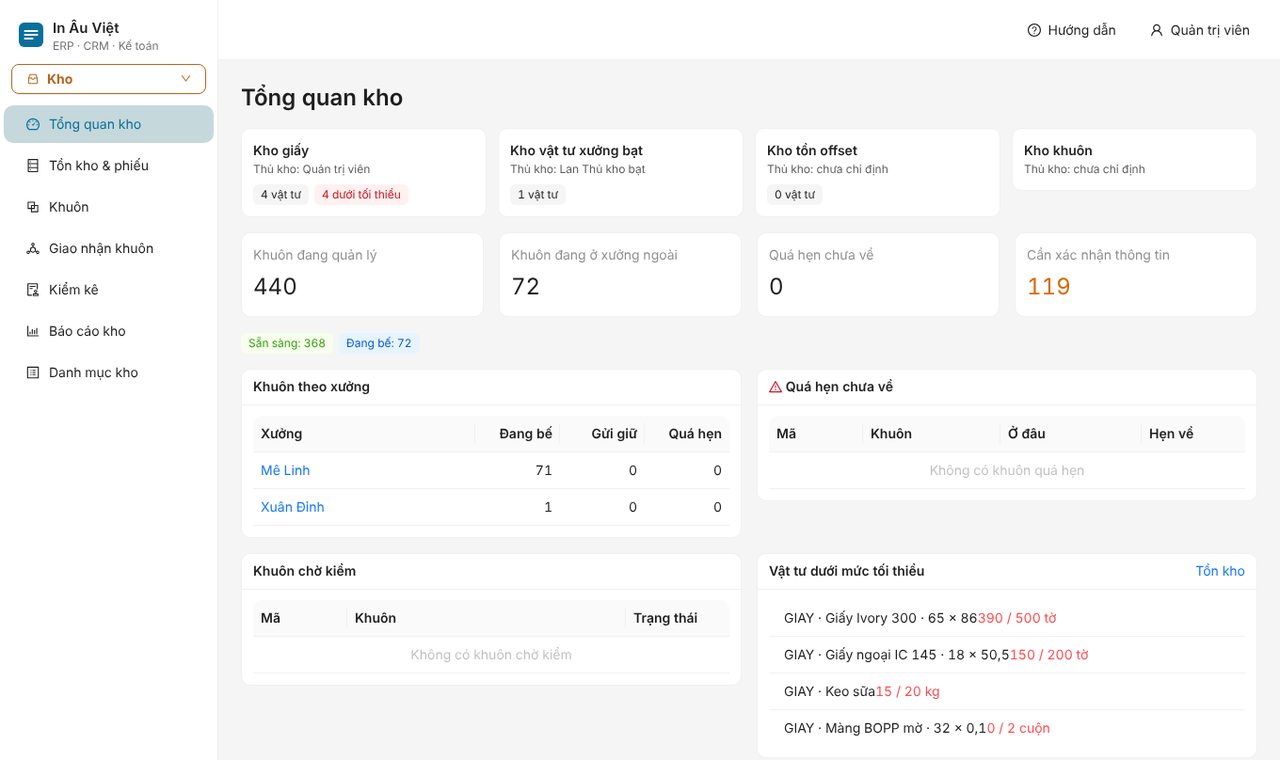 In Âu Việt
ERP · CRM · Kế toán
Kho
Tổng quan kho
Tồn kho & phiếu
Khuôn
Giao nhận khuôn
Kiểm kê
Báo cáo kho
Danh mục kho
Hướng dẫn
Quản trị viên
Tổng quan kho
Kho giấy
Thủ kho: Quản trị viên
4 vật tư
4 dưới tối thiểu
Kho vật tư xưởng bạt
Thủ kho: Lan Thủ kho bạt
1 vật tư
Kho tồn offset
Thủ kho: chưa chỉ định
0 vật tư
Kho khuôn
Thủ kho: chưa chỉ định
Khuôn đang quản lý
440
Khuôn đang ở xưởng ngoài
72
Quá hẹn chưa về
0
Cần xác nhận thông tin
119
Sẵn sàng: 368
Đang bế: 72
Khuôn theo xưởng
Xưởng Đang bế Gửi giữ Quá hẹn
Mê Linh 71 0 0
Xuân Đỉnh 1 0 0
Quá hẹn chưa về
Mã Khuôn Ở đâu Hẹn về
Không có khuôn quá hẹn
Khuôn chờ kiểm
Mã Khuôn Trạng thái
Không có khuôn chờ kiểm
Vật tư dưới mức tối thiểu
Tồn kho
GIAY · Giấy Ivory 300 · 65 × 86390 / 500 tờ
GIAY · Giấy ngoại IC 145 · 18 × 50,5150 / 200 tờ
GIAY · Keo sữa15 / 20 kg
GIAY · Màng BOPP mờ · 32 × 0,10 / 2 cuộn